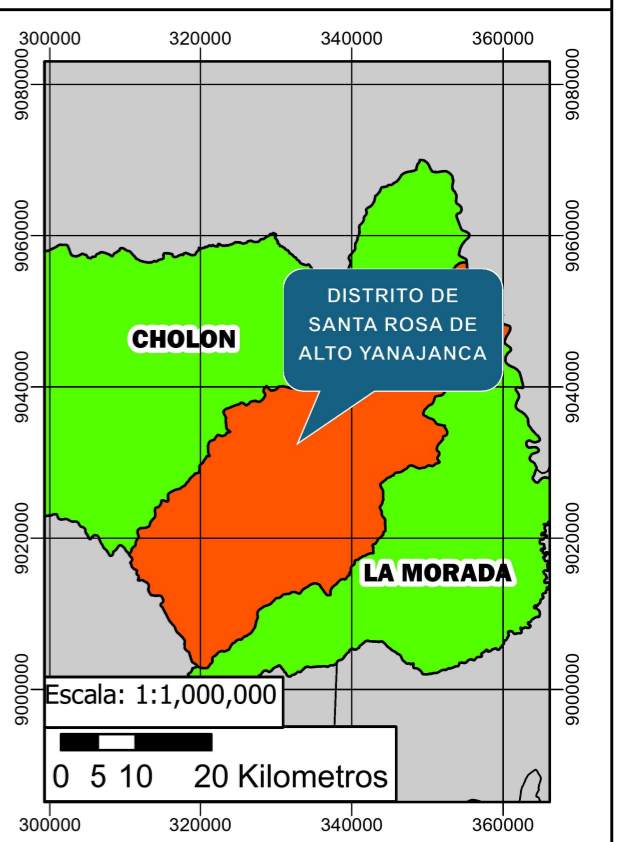 300000 320000 340000 360000
9080000 9080000
9060000 9060000
DISTRITO DE
SANTA ROSA DE
ALTO YANAJANCA
CHOLON
9040000 9040000
9020000 9020000
LA MORADA
9000000 9000000
Escala: 1:1,000,000
0 5 10 20 Kilometros
300000 320000 340000 360000